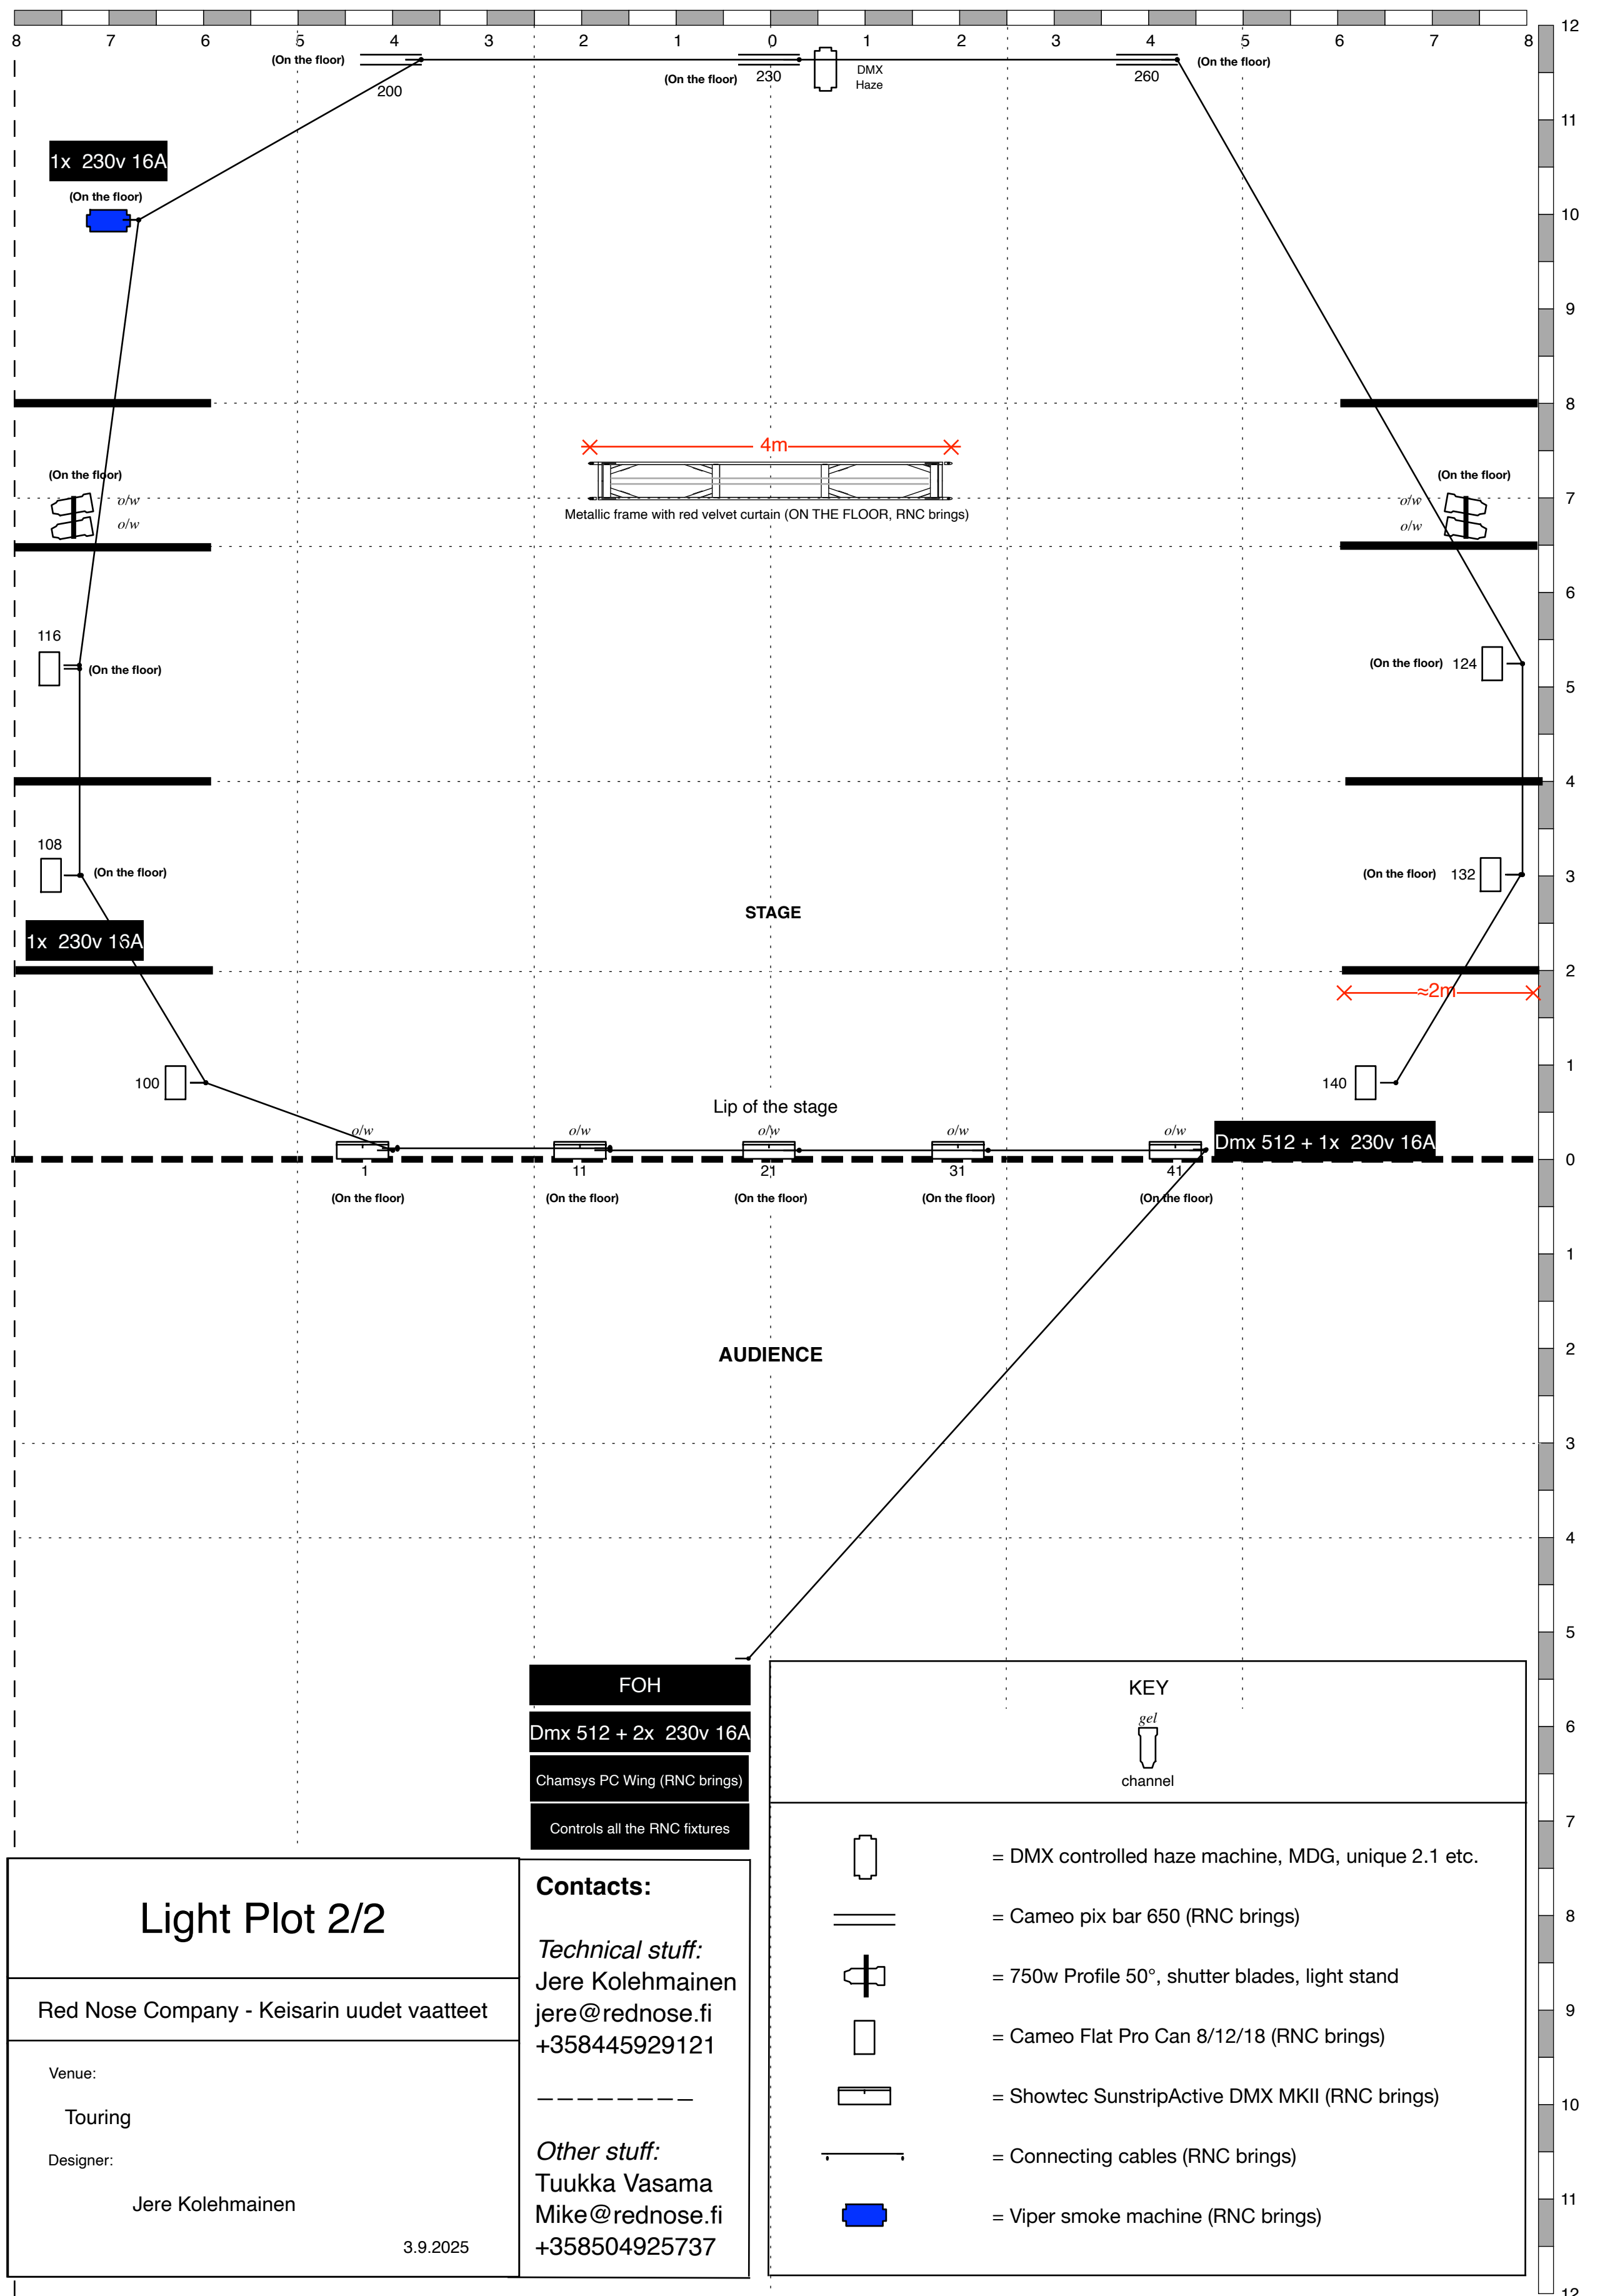 8 7 6 5 4 3 2 1 0 1 2 3 4 5 6 7 8
12
(On the floor)
200
(On the floor)
230
DMX
Haze
260
(On the floor)
11
1x 230v 16A
(On the floor)
10
9
8
4m
(On the floor)
o/w
o/w
Metallic frame with red velvet curtain (ON THE FLOOR, RNC brings)
(On the floor)
o/w
o/w
7
6
116
(On the floor)
(On the floor) 124
5
4
108
(On the floor)
(On the floor) 132
3
STAGE
1x 230v 16A
2
≈2m
1
100
140
Lip of the stage
o/w o/w o/w o/w o/w
Dmx 512 + 1x 230v 16A
0
1 11 21 31 41
(On the floor) (On the floor) (On the floor) (On the floor) (On the floor)
1
AUDIENCE
2
3
4
5
FOH
Dmx 512 + 2x 230v 16A
Chamsys PC Wing (RNC brings)
Controls all the RNC fixtures
KEY
gel
channel
6
7
= DMX controlled haze machine, MDG, unique 2.1 etc.
= Cameo pix bar 650 (RNC brings)
8
= 750w Profile 50°, shutter blades, light stand
= Cameo Flat Pro Can 8/12/18 (RNC brings)
9
= Showtec SunstripActive DMX MKII (RNC brings)
10
= Connecting cables (RNC brings)
= Viper smoke machine (RNC brings)
11
12
Light Plot 2/2
Red Nose Company - Keisarin uudet vaatteet
Venue:
Touring
Designer:
Jere Kolehmainen
3.9.2025
Contacts:
Technical stuff:
Jere Kolehmainen
jere@rednose.fi
+358445929121
Other stuff:
Tuukka Vasama
Mike@rednose.fi
+358504925737